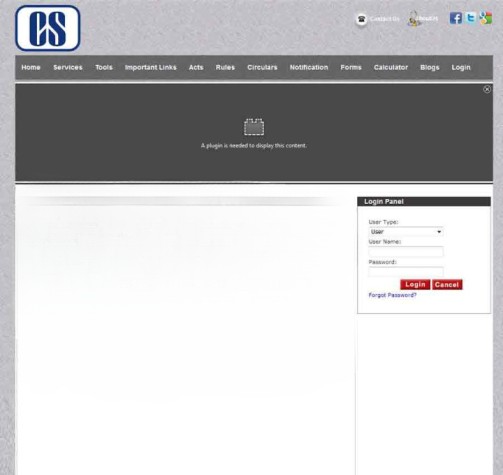 CS
Contact Us
Home Services Tools Important Links Acts Rules Circulars Notification Forms Calculator Blogs Login
A plugin is needed to display this content.
Login Panel
User Type:
User
User Name:
Password:
Login Cancel
Forgot Password?